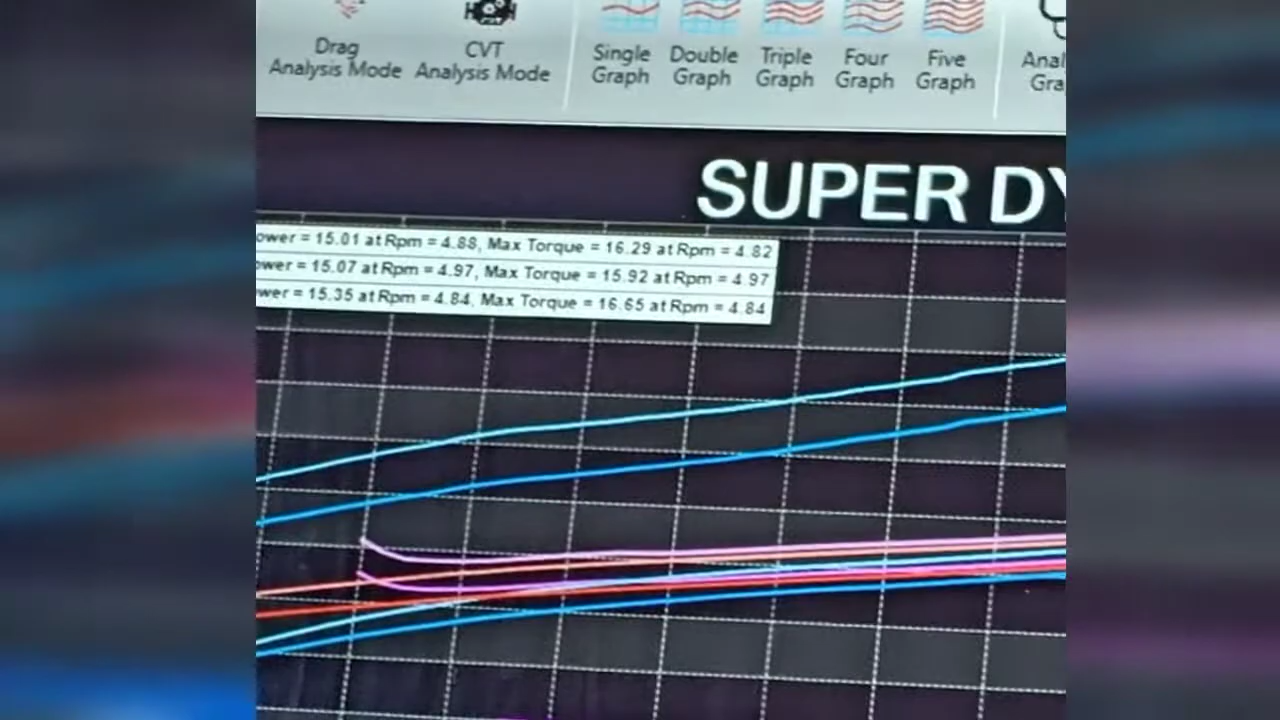 Drag
Analysis Mode
CVT
Analysis Mode
Single
Graph
Double
Graph
Triple
Graph
Four
Graph
Five
Graph
Anal
Gra
SUPER DY
ower = 15.01 at Rpm = 4.88, Max Torque = 16.29 at Rpm = 4.82
ower = 15.07 at Rpm = 4.97, Max Torque = 15.92 at Rpm = 4.97
wer = 15.35 at Rpm = 4.84, Max Torque = 16.65 at Rpm = 4.84